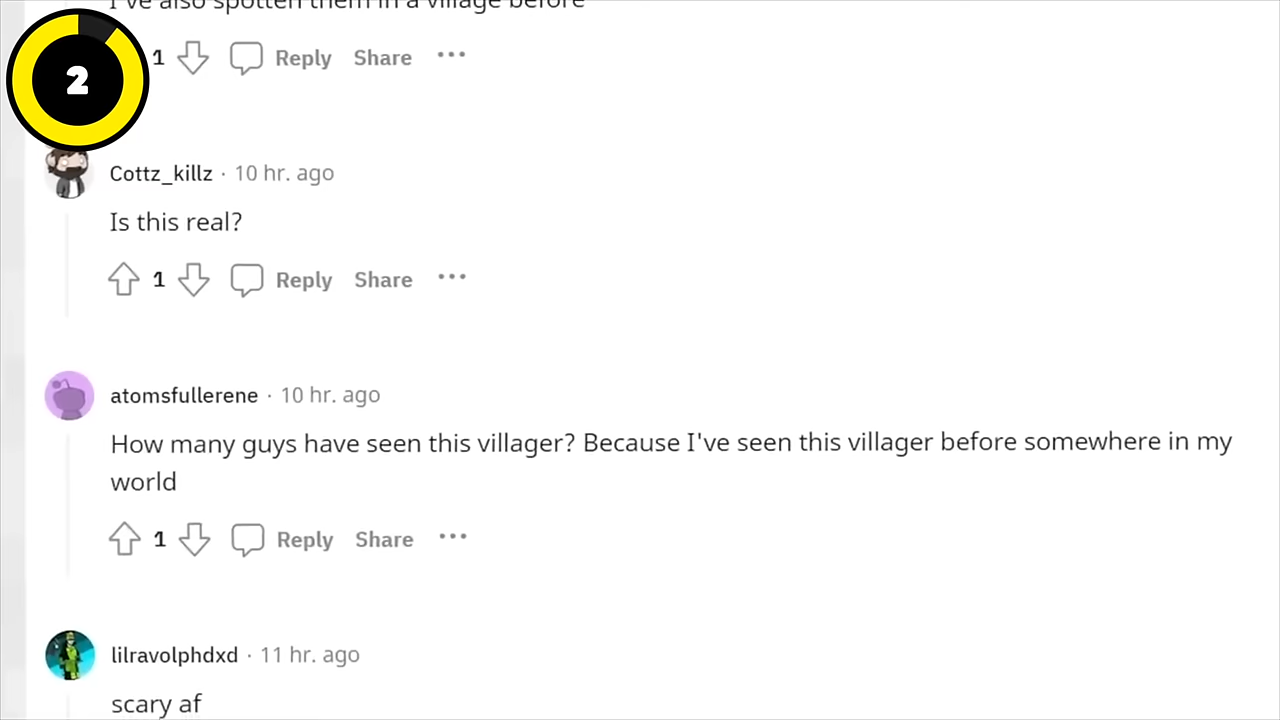 I've also spotten them in a village before
2
1 Reply Share ...
Cottz_killz · 10 hr. ago
Is this real?
1 Reply Share ...
atomsfullerene · 10 hr. ago
How many guys have seen this villager? Because I've seen this villager before somewhere in my
world
1 Reply Share ...
lilravolphdxd · 11 hr. ago
scary af